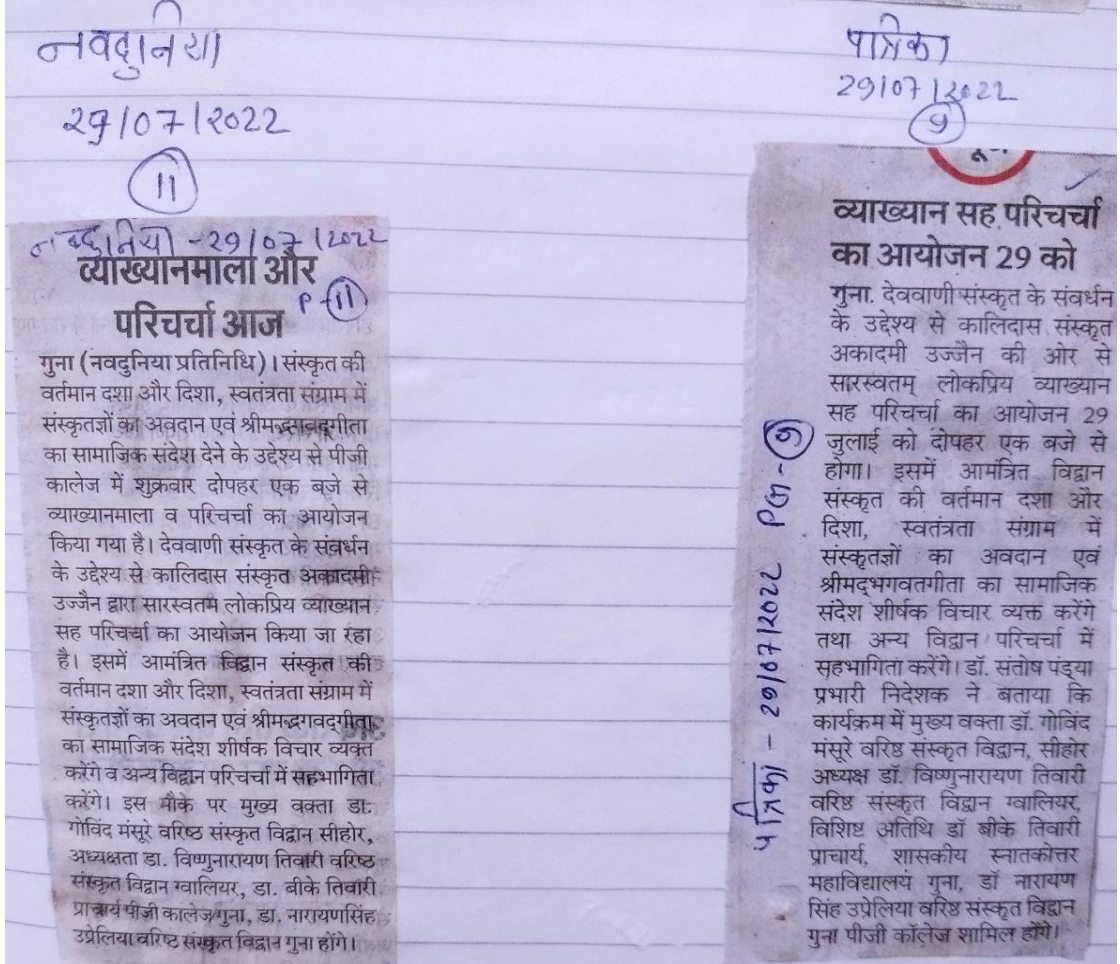 नवदुनिया
29/07/2022
11
नवदुनिया - 29/07/2022
व्याख्यानमाला और
P-11
परिचर्चा आज
गुना (नवदुनिया प्रतिनिधि)। संस्कृत की
वर्तमान दशा और दिशा, स्वतंत्रता संग्राम में
संस्कृतज्ञों का अवदान एवं श्रीमद्भगवद्गीता
का सामाजिक संदेश देने के उद्देश्य से पीजी
कालेज में शुक्रवार दोपहर एक बजे से
व्याख्यानमाला व परिचर्चा का आयोजन
किया गया है। देववाणी संस्कृत के संवर्धन
के उद्देश्य से कालिदास संस्कृत अकादमी
उज्जैन द्वारा सारस्वतम लोकप्रिय व्याख्यान
सह परिचर्चा का आयोजन किया जा रहा
है। इसमें आमंत्रित विद्वान संस्कृत की
वर्तमान दशा और दिशा, स्वतंत्रता संग्राम में
संस्कृतज्ञों का अवदान एवं श्रीमद्भगवद्गीता
का सामाजिक संदेश शीर्षक विचार व्यक्त
करेंगे व अन्य विद्वान परिचर्चा में सहभागिता
करेंगे। इस मौके पर मुख्य वक्ता डा.
गोविंद मंसूरे वरिष्ठ संस्कृत विद्वान सीहोर,
अध्यक्षता डा. विष्णुनारायण तिवारी वरिष्ठ
संस्कृत विद्वान ग्वालियर, डा. बीके तिवारी
प्राचार्य पीजी कालेज गुना, डा. नारायणसिंह
उप्रेलिया वरिष्ठ संस्कृत विद्वान गुना होंगे।
पत्रिका
29/07/2022
9
व्याख्यान सह परिचर्चा
का आयोजन 29 को
गुना. देववाणी संस्कृत के संवर्धन
के उद्देश्य से कालिदास संस्कृत
अकादमी उज्जैन की ओर से
सारस्वतम् लोकप्रिय व्याख्यान
सह परिचर्चा का आयोजन 29
जुलाई को दोपहर एक बजे से
होगा। इसमें आमंत्रित विद्वान
संस्कृत की वर्तमान दशा और
दिशा, स्वतंत्रता संग्राम में
संस्कृतज्ञों का अवदान एवं
श्रीमद्भगवतगीता का सामाजिक
संदेश शीर्षक विचार व्यक्त करेंगे
तथा अन्य विद्वान परिचर्चा में
सहभागिता करेंगे। डॉ. संतोष पंड्या
प्रभारी निदेशक ने बताया कि
कार्यक्रम में मुख्य वक्ता डॉ. गोविंद
मंसूरे वरिष्ठ संस्कृत विद्वान, सीहोर
अध्यक्ष डॉ. विष्णुनारायण तिवारी
वरिष्ठ संस्कृत विद्वान ग्वालियर,
विशिष्ट अतिथि डॉ बीके तिवारी
प्राचार्य, शासकीय स्नातकोत्तर
महाविद्यालय गुना, डॉ नारायण
सिंह उप्रेलिया वरिष्ठ संस्कृत विद्वान
गुना पीजी कॉलेज शामिल होंगे।
पत्रिका - 29/07/2022